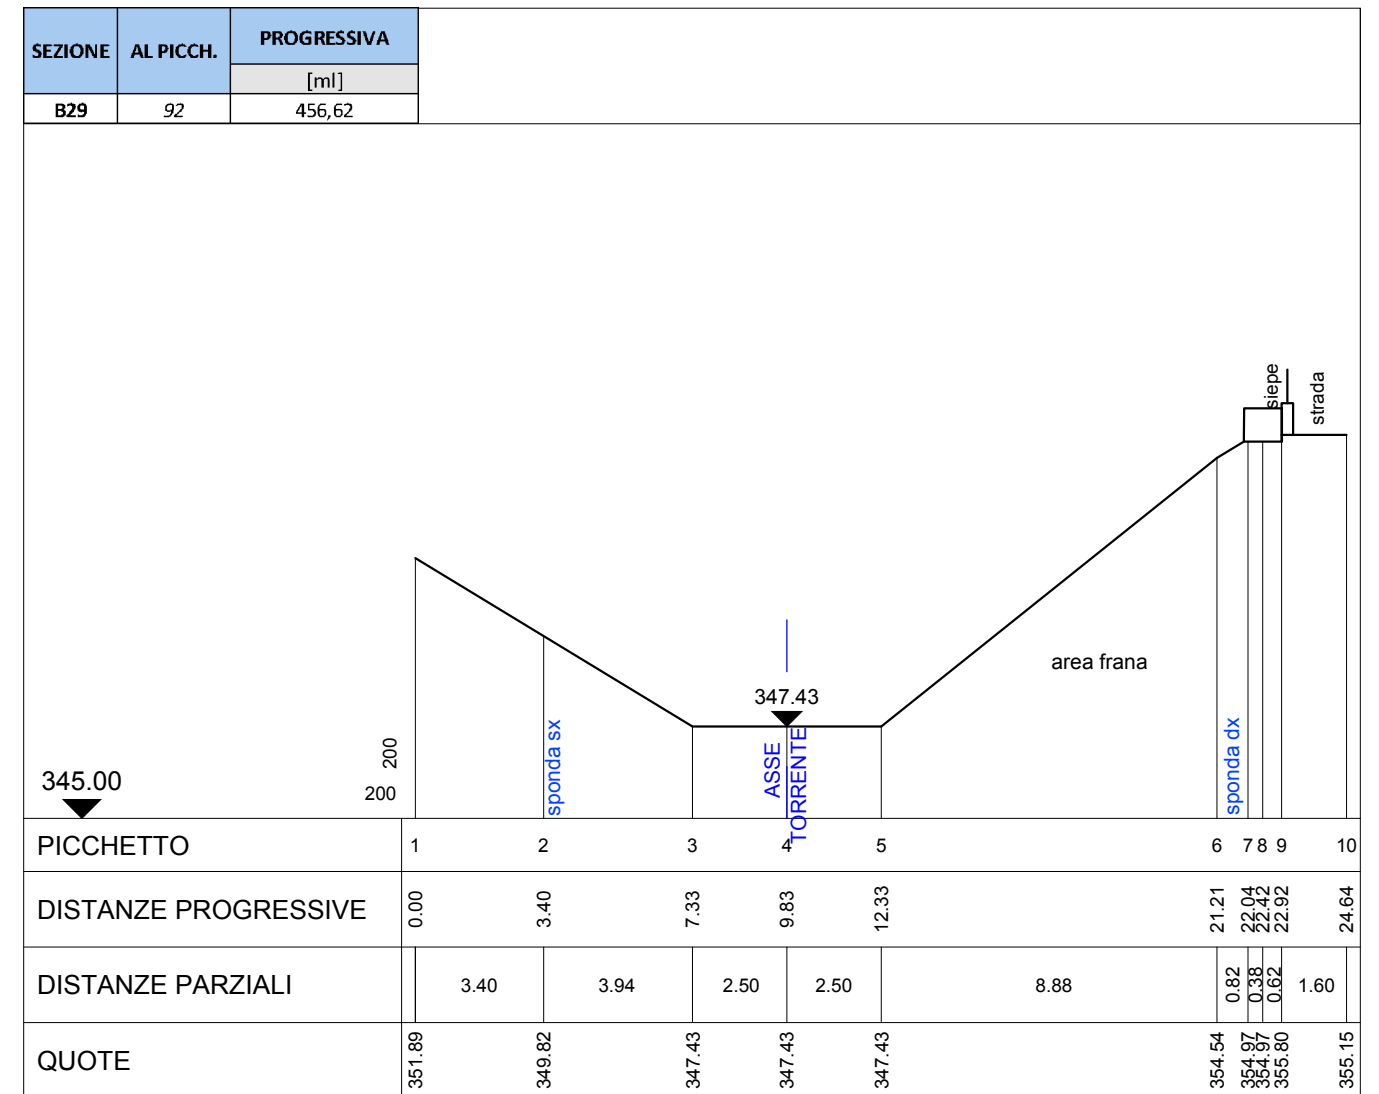 SEZIONE AL PICCH. PROGRESSIVA
[ml]
B29 92 456,62
siepe
strada
area frana
347.43
sponda sx
ASSE
TORRENTE
sponda dx
200
200
345.00
PICCHETTO 1 2 3 4 5 6 7 8 9 10
DISTANZE PROGRESSIVE 0.00 3.40 7.33 9.83 12.33 21.21 22.04 22.42 22.92 24.64
DISTANZE PARZIALI 3.40 3.94 2.50 2.50 8.88 0.82 0.38 0.62 1.60
QUOTE 351.89 349.82 347.43 347.43 347.43 354.54 354.97 354.97 355.80 355.15